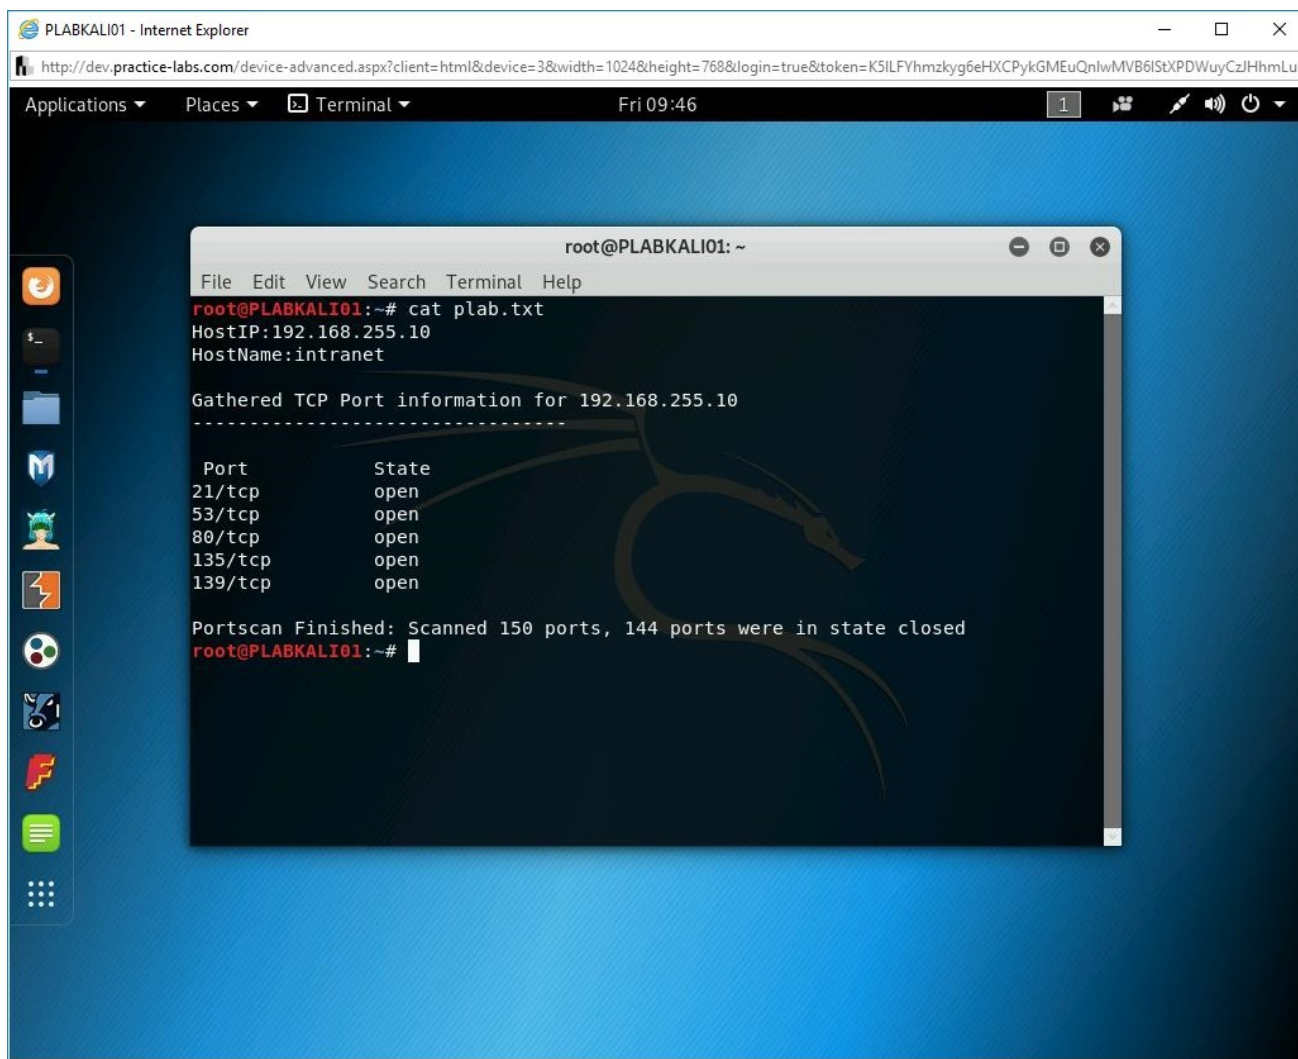 PLABKALI01 - Internet Explorer
http://dev.practice-labs.com/device-advanced.aspx?client=html&device=3&width=1024&height=768&login=true&token=
Applications Places Terminal Fri 09:46 1
root@PLABKALI01: ~
File Edit View Search Terminal Help
root@PLABKALI01:~# cat plab.txt
HostIP:192.168.255.10
HostName:intranet
Gathered TCP Port information for 192.168.255.10
---------------------------------
Port State
21/tcp open
53/tcp open
80/tcp open
135/tcp open
139/tcp open
Portscan Finished: Scanned 150 ports, 144 ports were in state closed
root@PLABKALI01:~#